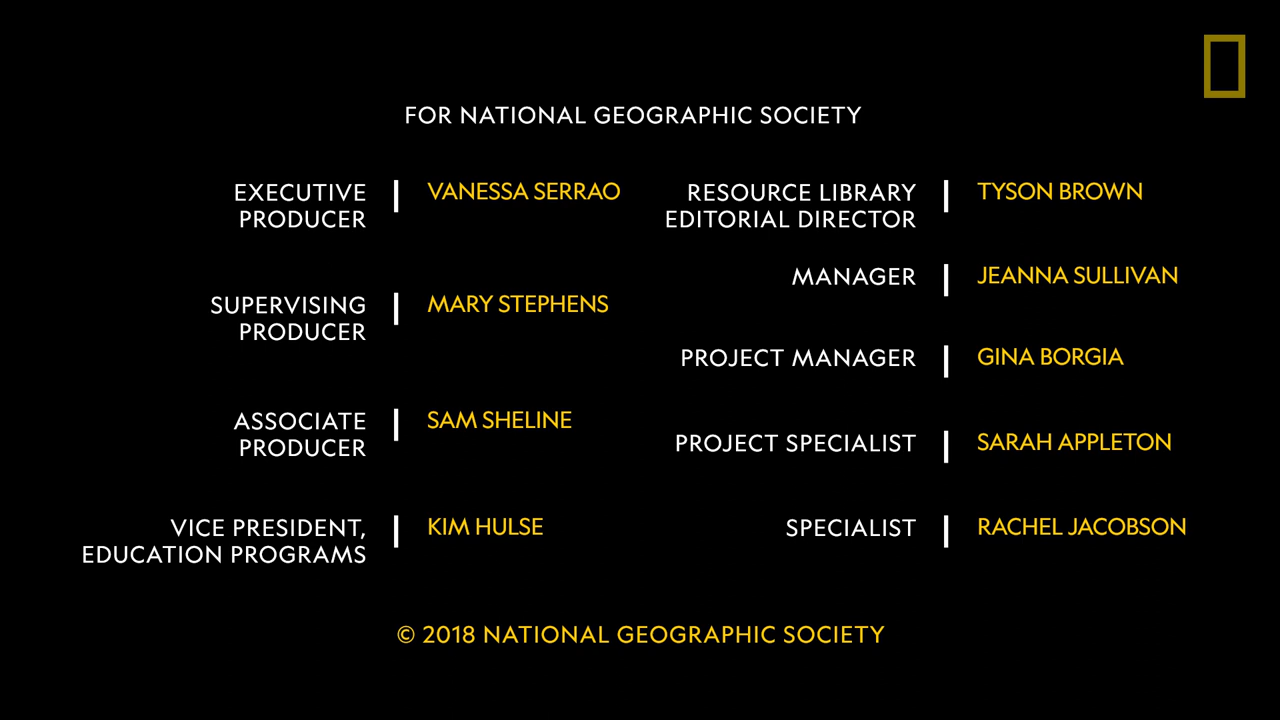 FOR NATIONAL GEOGRAPHIC SOCIETY
EXECUTIVE
PRODUCER
VANESSA SERRAO
SUPERVISING
PRODUCER
MARY STEPHENS
ASSOCIATE
PRODUCER
SAM SHELINE
VICE PRESIDENT,
EDUCATION PROGRAMS
KIM HULSE
RESOURCE LIBRARY
EDITORIAL DIRECTOR
TYSON BROWN
MANAGER
JEANNA SULLIVAN
PROJECT MANAGER
GINA BORGIA
PROJECT SPECIALIST
SARAH APPLETON
SPECIALIST
RACHEL JACOBSON
© 2018 NATIONAL GEOGRAPHIC SOCIETY